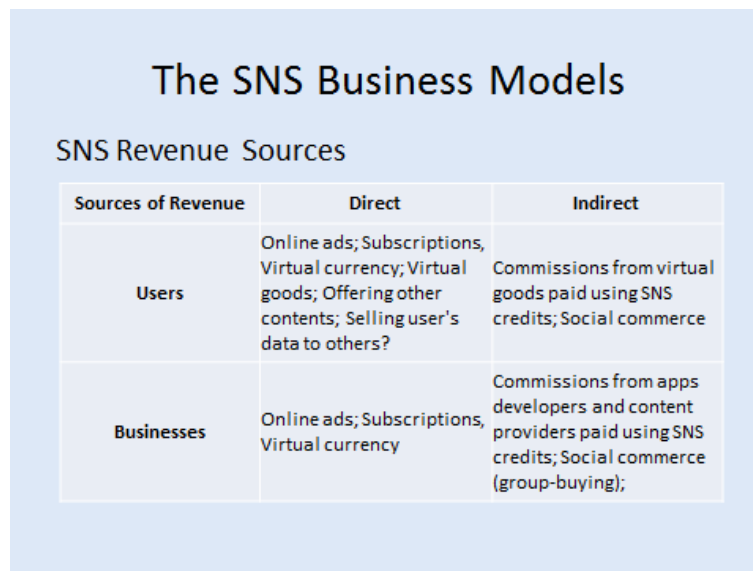 The SNS Business Models
SNS Revenue Sources
Sources of Revenue
Direct
Indirect
Users
Online ads; Subscriptions,
Virtual currency; Virtual
goods; Offering other
contents; Selling user's
data to others?
Commissions from virtual
goods paid using SNS
credits; Social commerce
Businesses
Online ads; Subscriptions,
Virtual currency
Commissions from apps
developers and content
providers paid using SNS
credits; Social commerce
(group-buying);